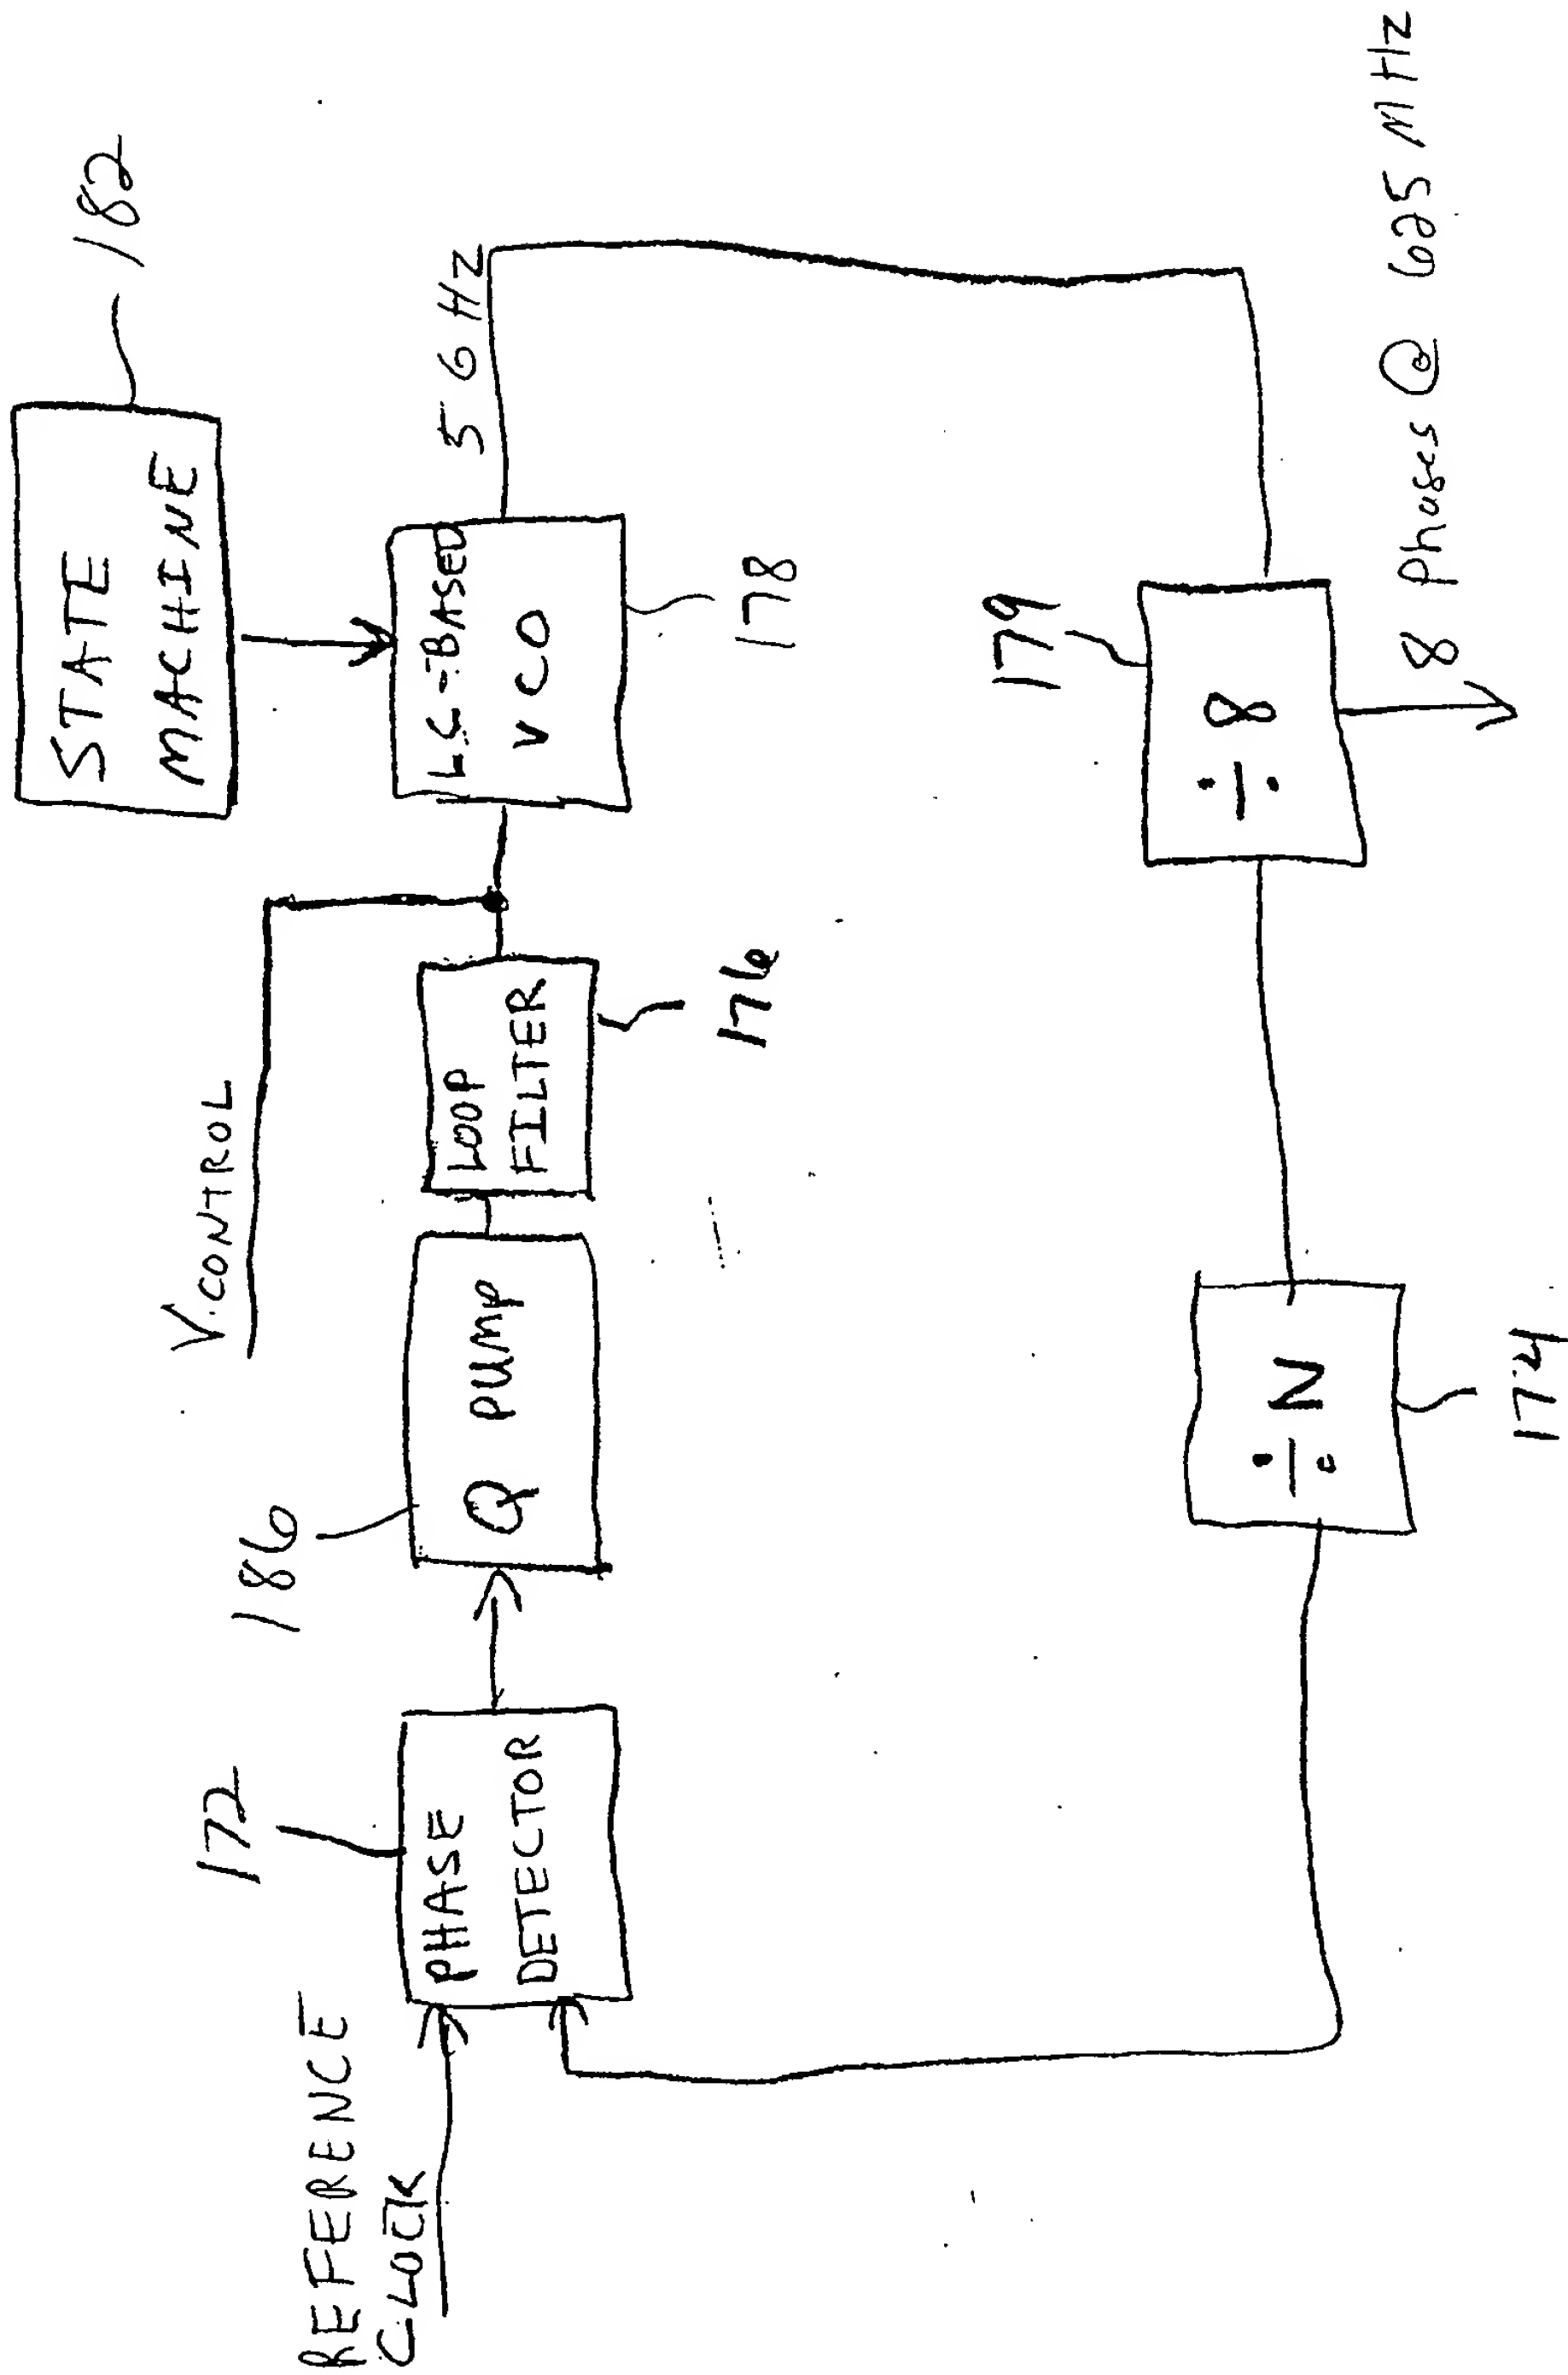 STATE
MACHINE
182
V.CONTROL
5 GHZ
LC-BASED
VCO
178
LOOP
FILTER
176
186
Q PUMP
172
PHASE
DETECTOR
REFERENCE
CLOCK
179
÷ 8
8 Phases @ 625 MHz
÷ N
174